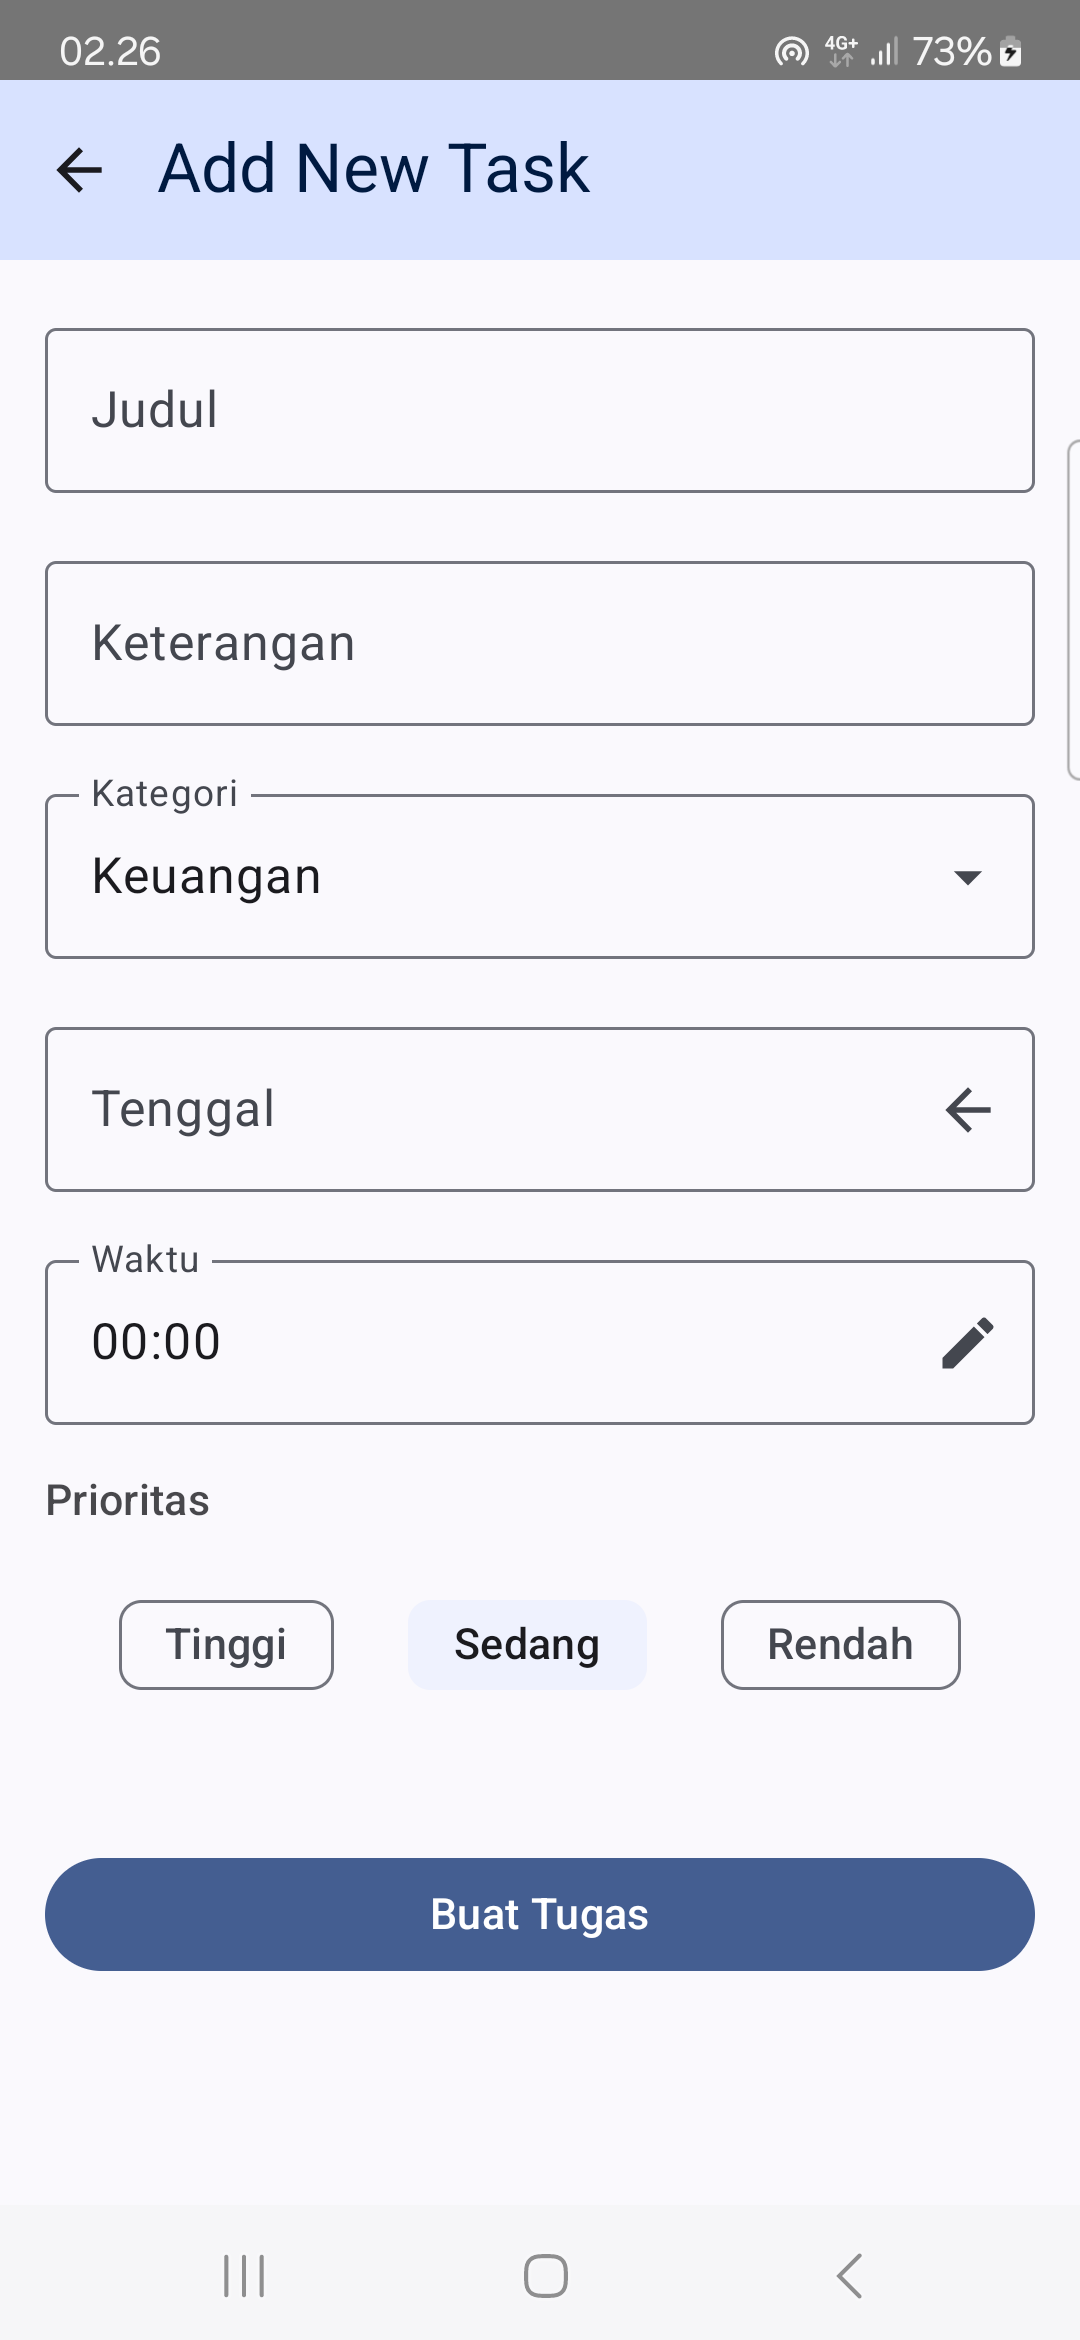 02.26
4G+ 73%
Add New Task
Judul
Keterangan
Kategori
Keuangan
Tenggal
Waktu
00:00
Prioritas
Tinggi Sedang Rendah
Buat Tugas